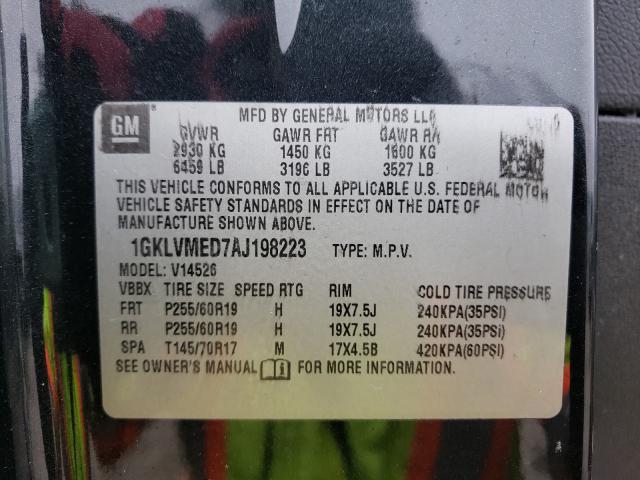 GM
MFD BY GENERAL MOTORS LLC
GVWR GAWR FRT GAWR RR
2930 KG 1450 KG 1600 KG
6459 LB 3196 LB 3527 LB
THIS VEHICLE CONFORMS TO ALL APPLICABLE U.S. FEDERAL MOTOR
VEHICLE SAFETY STANDARDS IN EFFECT ON THE DATE OF
MANUFACTURE SHOWN ABOVE.
1GKLVMED7AJ198223 TYPE: M.P.V.
MODEL: V14526
VBBX TIRE SIZE SPEED RTG RIM COLD TIRE PRESSURE
FRT P255/60R19 H 19X7.5J 240KPA(35PSI)
RR P255/60R19 H 19X7.5J 240KPA(35PSI)
SPA T145/70R17 M 17X4.5B 420KPA(60PSI)
SEE OWNER'S MANUAL FOR MORE INFORMATION.